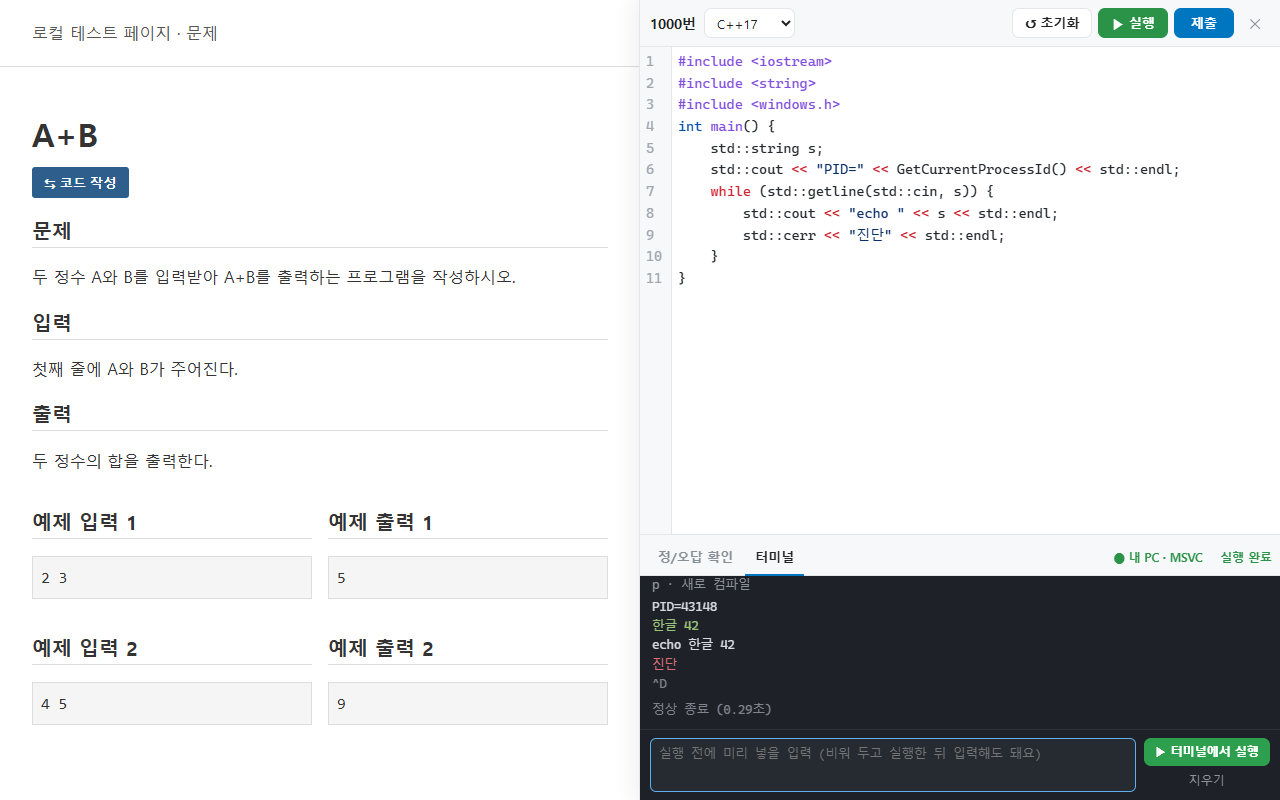 로컬 테스트 페이지 · 문제
A+B
⇆ 코드 작성
문제
두 정수 A와 B를 입력받아 A+B를 출력하는 프로그램을 작성하시오.
입력
첫째 줄에 A와 B가 주어진다.
출력
두 정수의 합을 출력한다.
예제 입력 1
예제 출력 1
2 3
5
예제 입력 2
예제 출력 2
4 5
9
1000번 C++17 ↺ 초기화 ▶ 실행 제출 ×
1 #include <iostream>
2 #include <string>
3 #include <windows.h>
4 int main() {
5     std::string s;
6     std::cout << "PID=" << GetCurrentProcessId() << std::endl;
7     while (std::getline(std::cin, s)) {
8         std::cout << "echo " << s << std::endl;
9         std::cerr << "진단" << std::endl;
10     }
11 }
정/오답 확인 터미널 ● 내 PC · MSVC 실행 완료
p · 새로 컴파일
PID=43148
한글 42
echo 한글 42
진단
^D
정상 종료 (0.29초)
실행 전에 미리 넣을 입력 (비워 두고 실행한 뒤 입력해도 돼요)
▶ 터미널에서 실행
지우기